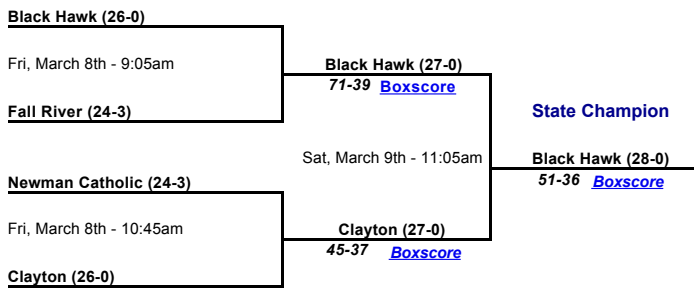 Black Hawk (26-0)
Fri, March 8th - 9:05am
Fall River (24-3)
Newman Catholic (24-3)
Fri, March 8th - 10:45am
Clayton (26-0)
Black Hawk (27-0)
71-39 Boxscore
Sat, March 9th - 11:05am
Clayton (27-0)
45-37 Boxscore
State Champion
Black Hawk (28-0)
51-36 Boxscore